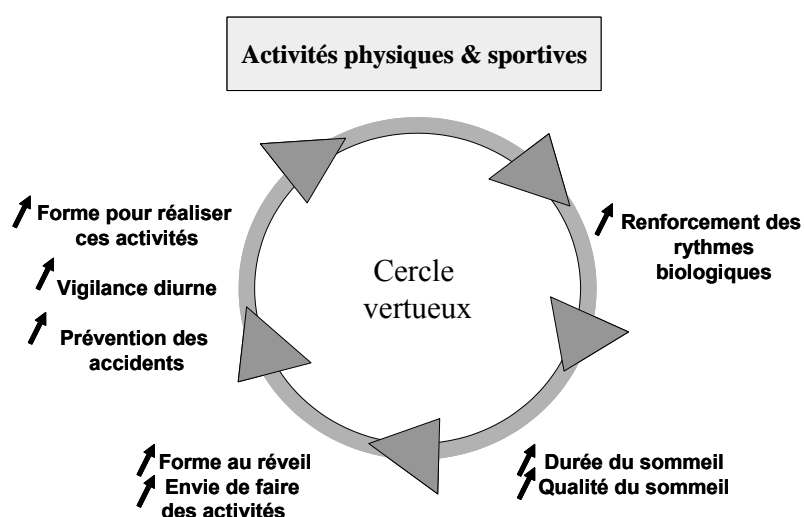 Activités physiques & sportives
Renforcement des
rythmes
biologiques
Durée du sommeil
Qualité du sommeil
Forme au réveil
Envie de faire
des activités
Forme pour réaliser
ces activités
Vigilance diurne
Prévention des
accidents
Cercle
vertueux